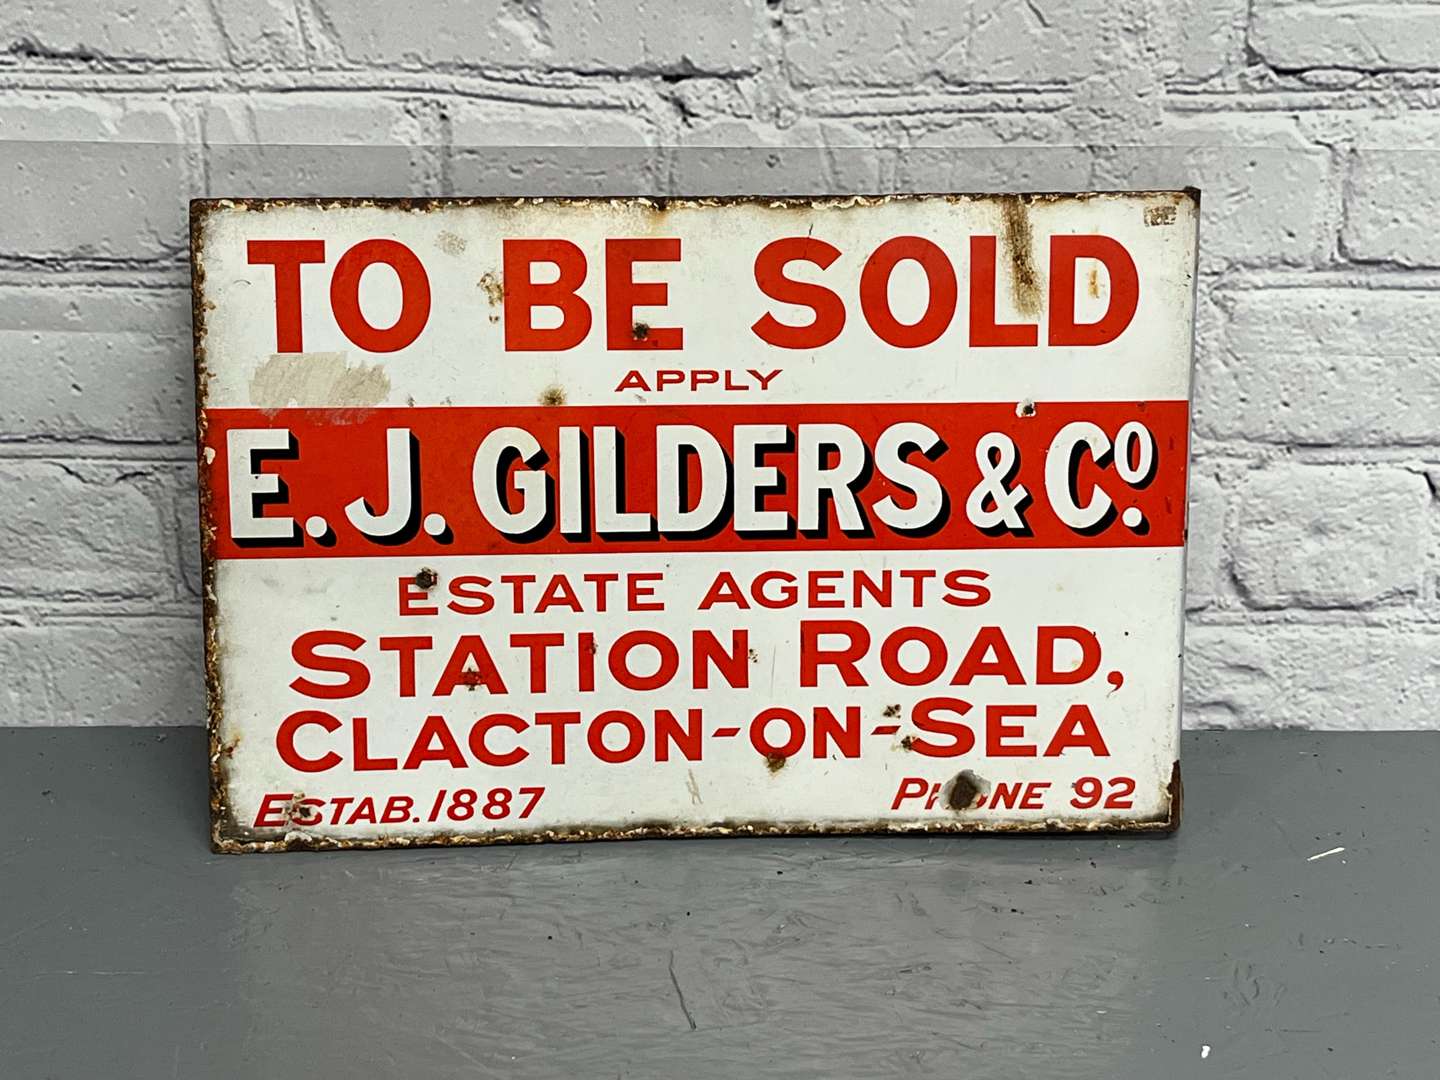 TO BE SOLD
APPLY
E. J. GILDERS & Cº.
ESTATE AGENTS
STATION ROAD,
CLACTON-ON-SEA
ESTAB. 1887 PHONE 92